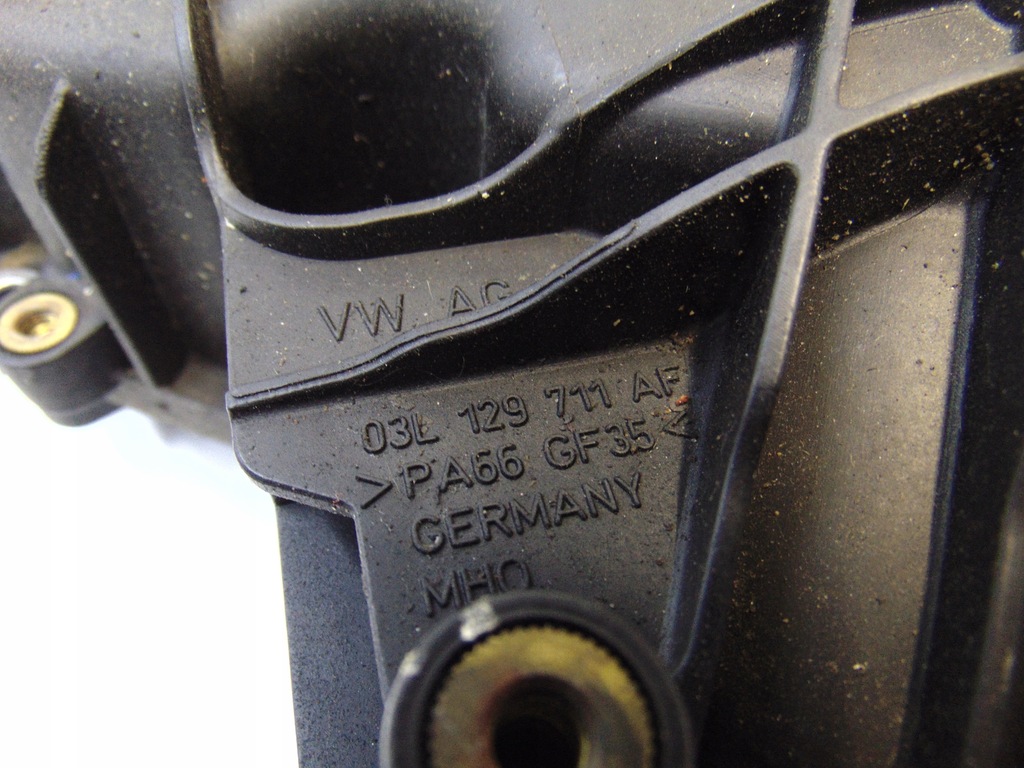 VW AG
03L 129 711 AF
>PA66 GF35<
GERMANY
MHO